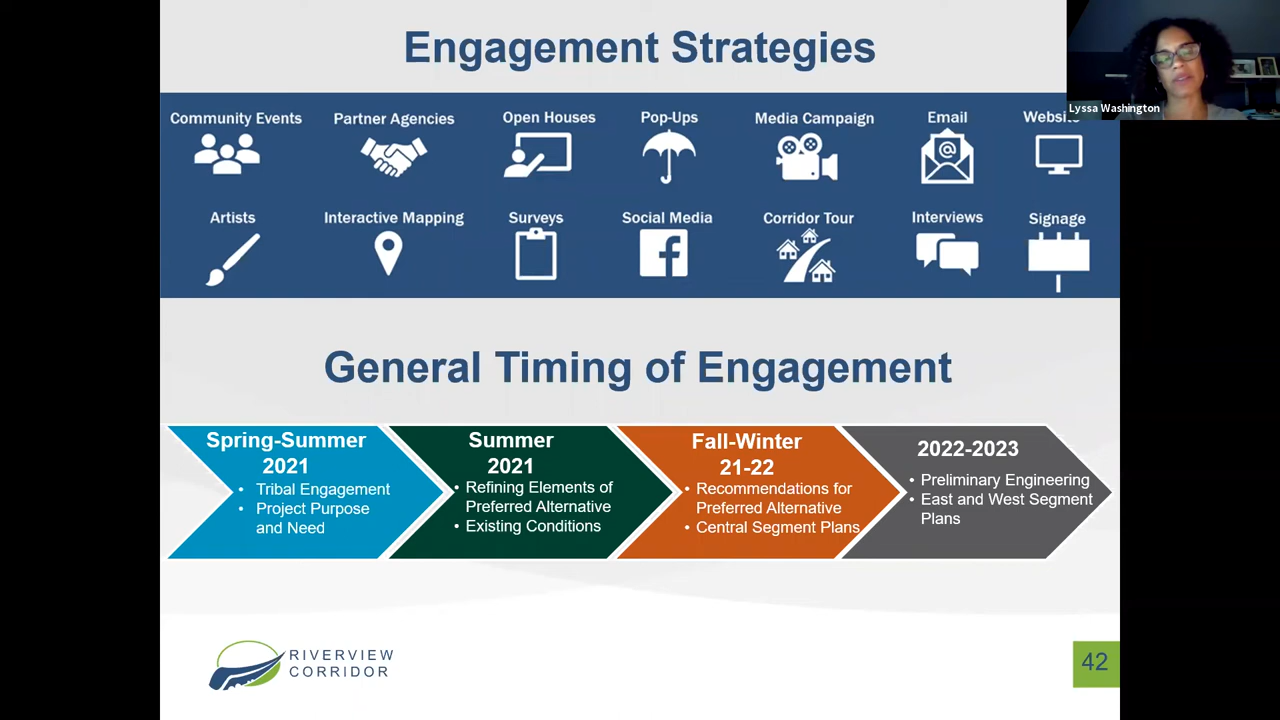 Engagement Strategies
Lyssa Washington
Community Events
Partner Agencies
Open Houses
Pop-Ups
Media Campaign
Email
Website
@
Artists
Interactive Mapping
Surveys
Social Media
Corridor Tour
Interviews
Signage
f
General Timing of Engagement
Spring-Summer
2021
• Tribal Engagement
• Project Purpose
and Need
Summer
2021
• Refining Elements of
Preferred Alternative
• Existing Conditions
Fall-Winter
21-22
• Recommendations for
Preferred Alternative
• Central Segment Plans
2022-2023
• Preliminary Engineering
• East and West Segment
Plans
RIVERVIEW
CORRIDOR
42